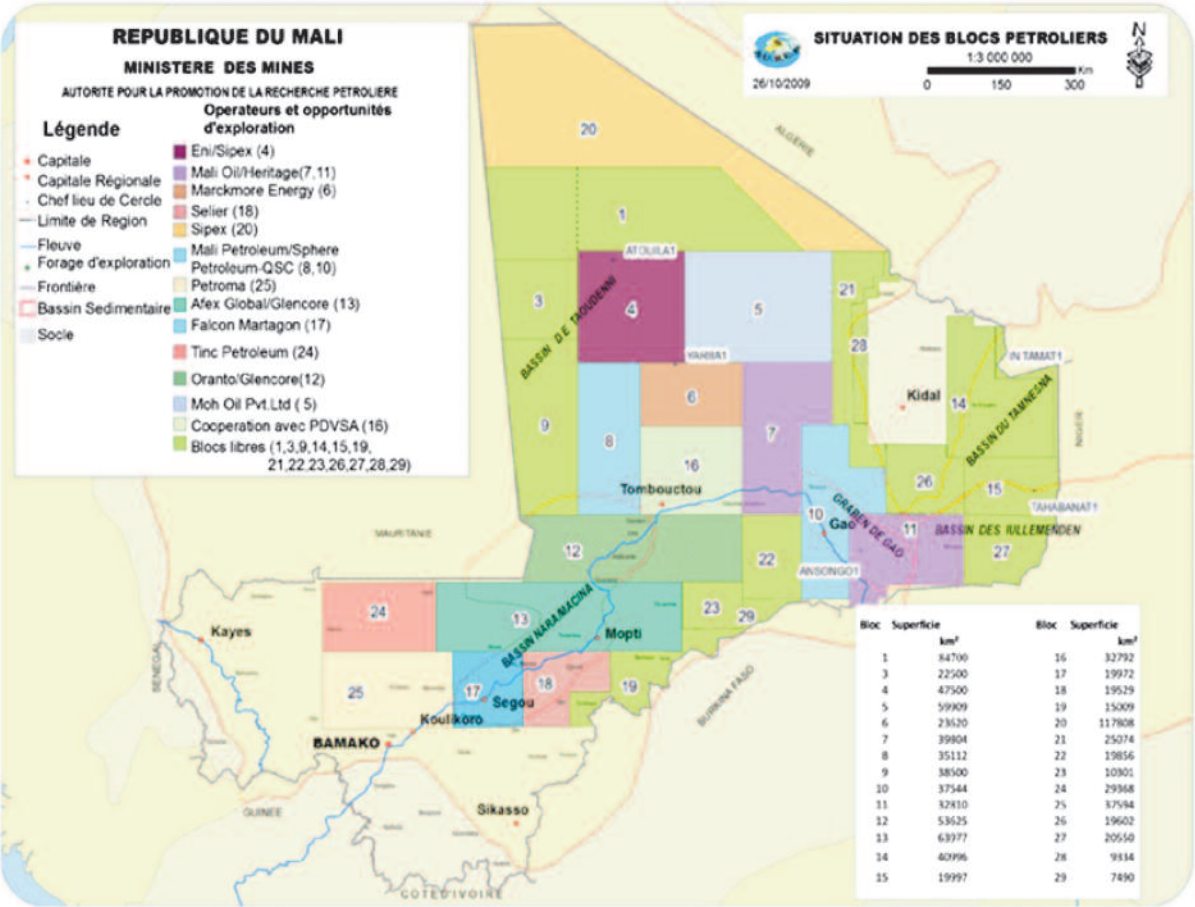 REPUBLIQUE DU MALI
MINISTERE DES MINES
AUTORITE POUR LA PROMOTION DE LA RECHERCHE PETROLIERE
Légende
Capitale
Capitale Régionale
Chef lieu de Cercle
Limite de Region
Fleuve
Forage d'exploration
Frontière
Bassin Sedimentaire
Socle
Operateurs et opportunités
d'exploration
Eni/Sipex (4)
Mali Oil/Heritage(7,11)
Marckmore Energy (6)
Selier (18)
Sipex (20)
Mali Petroleum/Sphere
Petroleum-QSC (8,10)
Petroma (25)
Afex Global/Glencore (13)
Falcon Martagon (17)
Tinc Petroleum (24)
Oranto/Glencore(12)
Moh Oil Pvt.Ltd ( 5)
Cooperation avec PDVSA (16)
Blocs libres (1,3,9,14,15,19,
21,22,23,26,27,28,29)
SITUATION DES BLOCS PETROLIERS
1:3 000 000
Km
0 150 300
26/10/2009
N
ALGERIE
20
1
ATOUILA1
3
4
5
21
BASSIN DE TAOUDENNI
28
YARBA1
IN TAMAT1
Kidal
6
14
BASSIN DU TAMNESNA
NIGER
9
8
7
16
26
15
Tombouctou
TAHABANAT1
10
GRABEN DE GAO
Gao
11
BASSIN DES IULLEMENDEN
MAURITANIE
12
22
27
ANSONGO1
24
13
23
29
BASSIN NARA MACINA
Mopti
Kayes
SENEGAL
25
17
18
19
Segou
Koulikoro
BURKINA FASO
BAMAKO
GUINEE
Sikasso
COTE D'IVOIRE
Bloc Superficie Bloc Superficie
km² km²
1 84700 16 32792
3 22500 17 19972
4 47500 18 19529
5 59909 19 15009
6 23520 20 117808
7 39804 21 25074
8 35112 22 19856
9 38500 23 10301
10 37544 24 29368
11 32810 25 37594
12 53625 26 19602
13 63977 27 20550
14 40996 28 9334
15 19997 29 7490